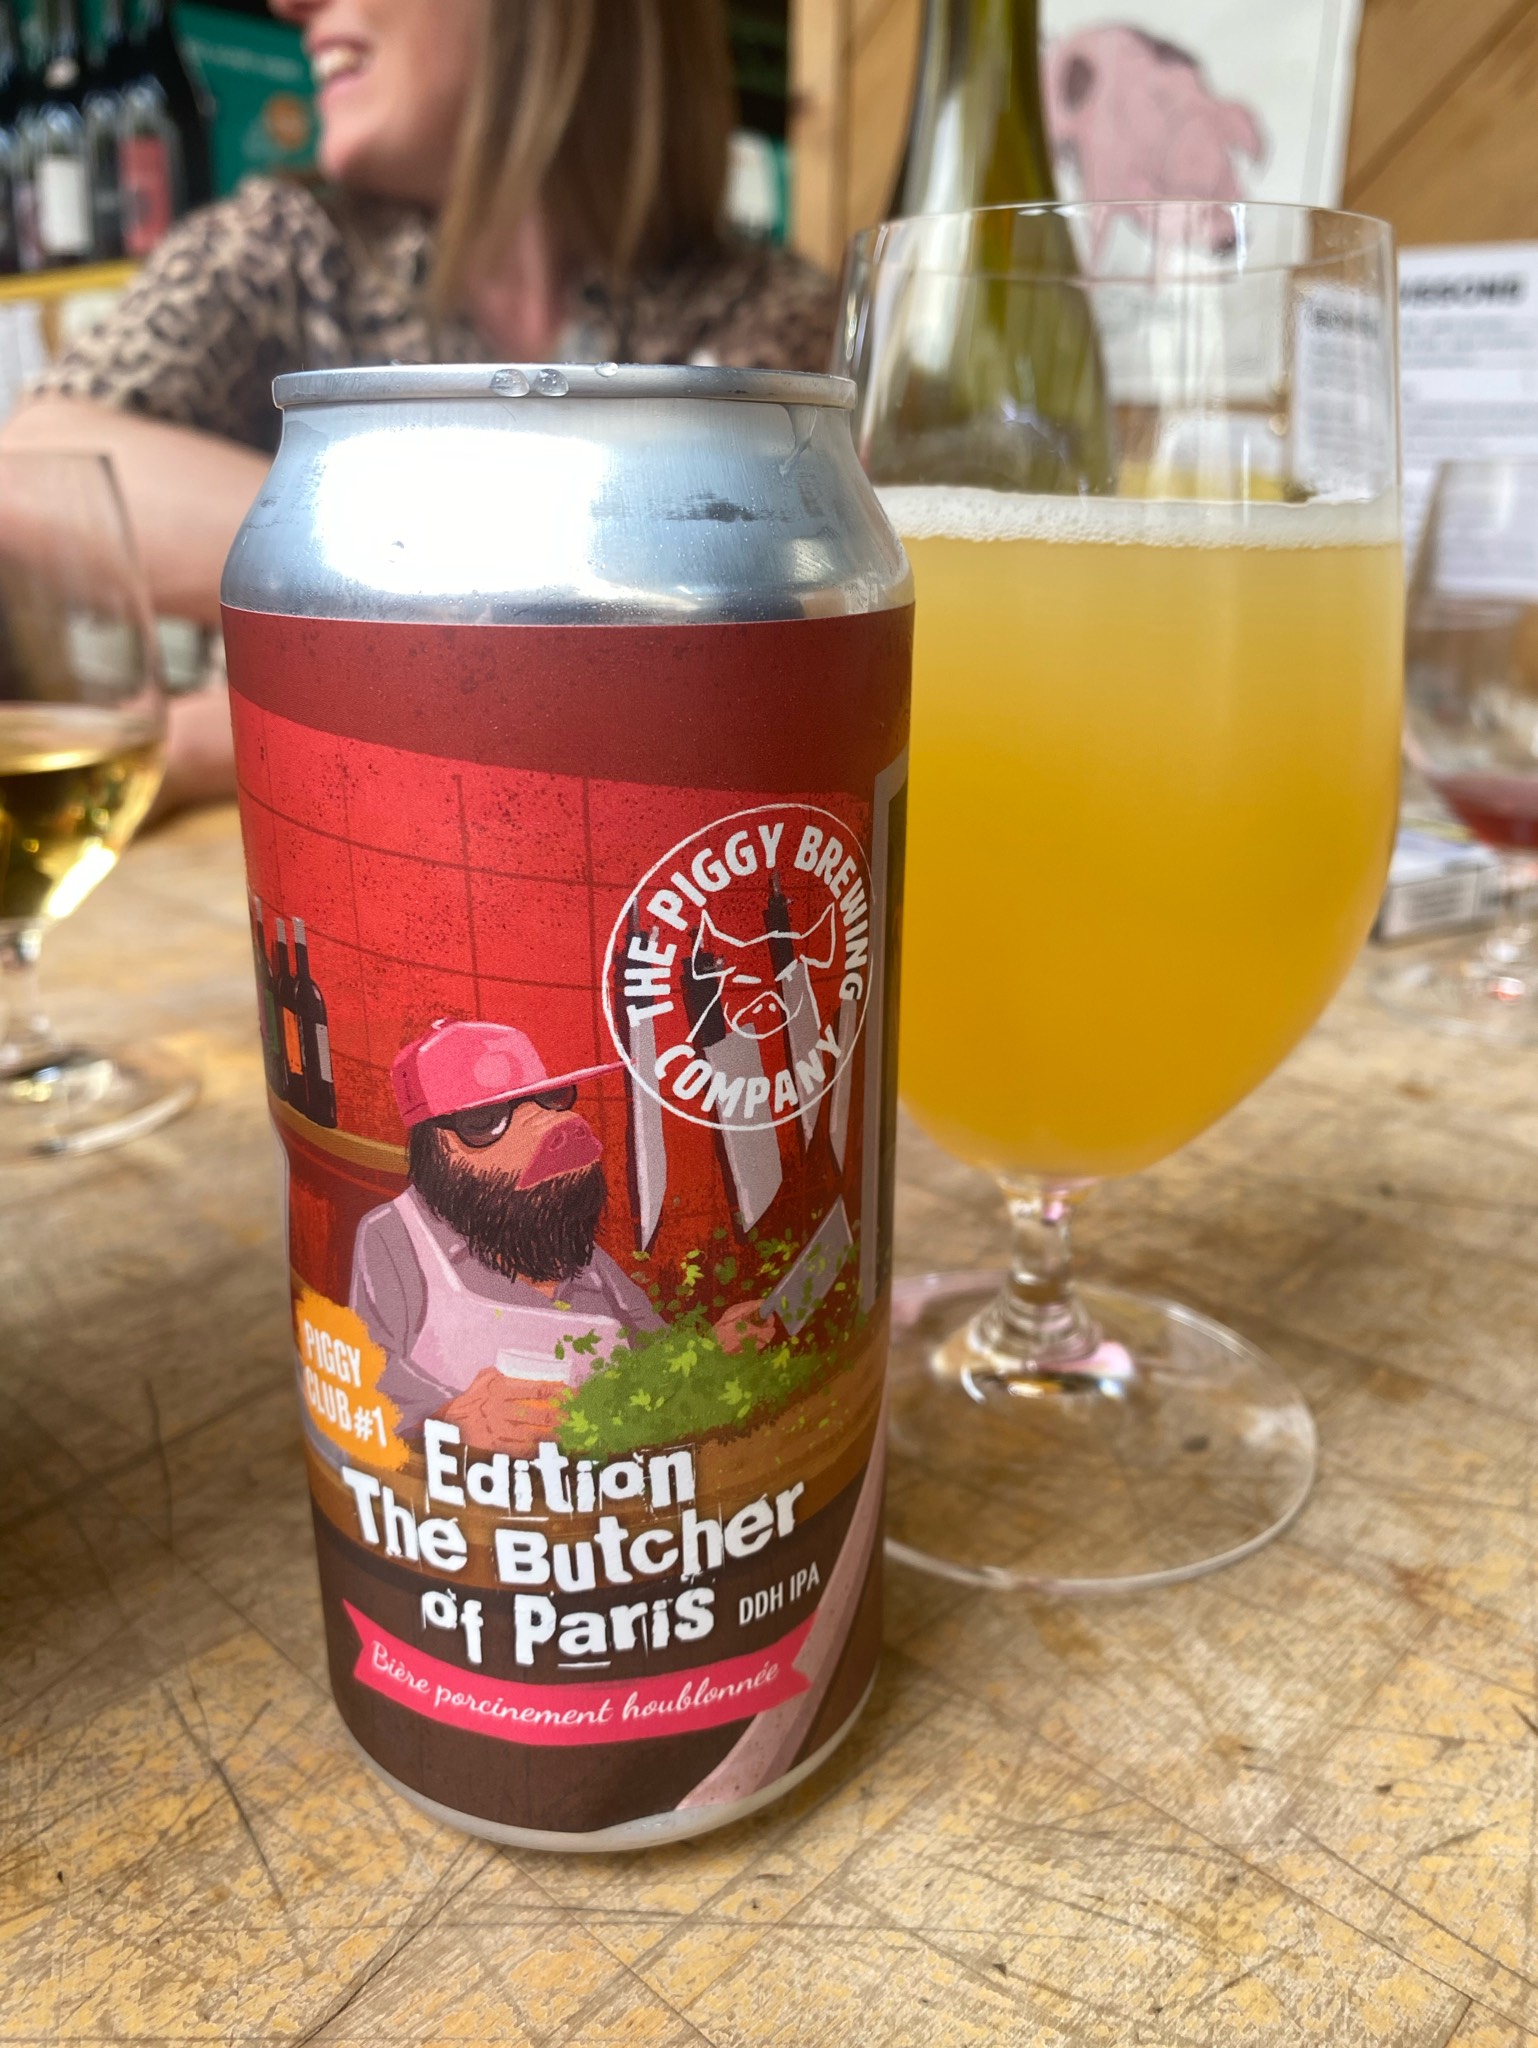 THE PIGGY BREWING
COMPANY
PIGGY
CLUB #1
Edition
The Butcher
of Paris
DDH IPA
Bière porcinement houblonnée